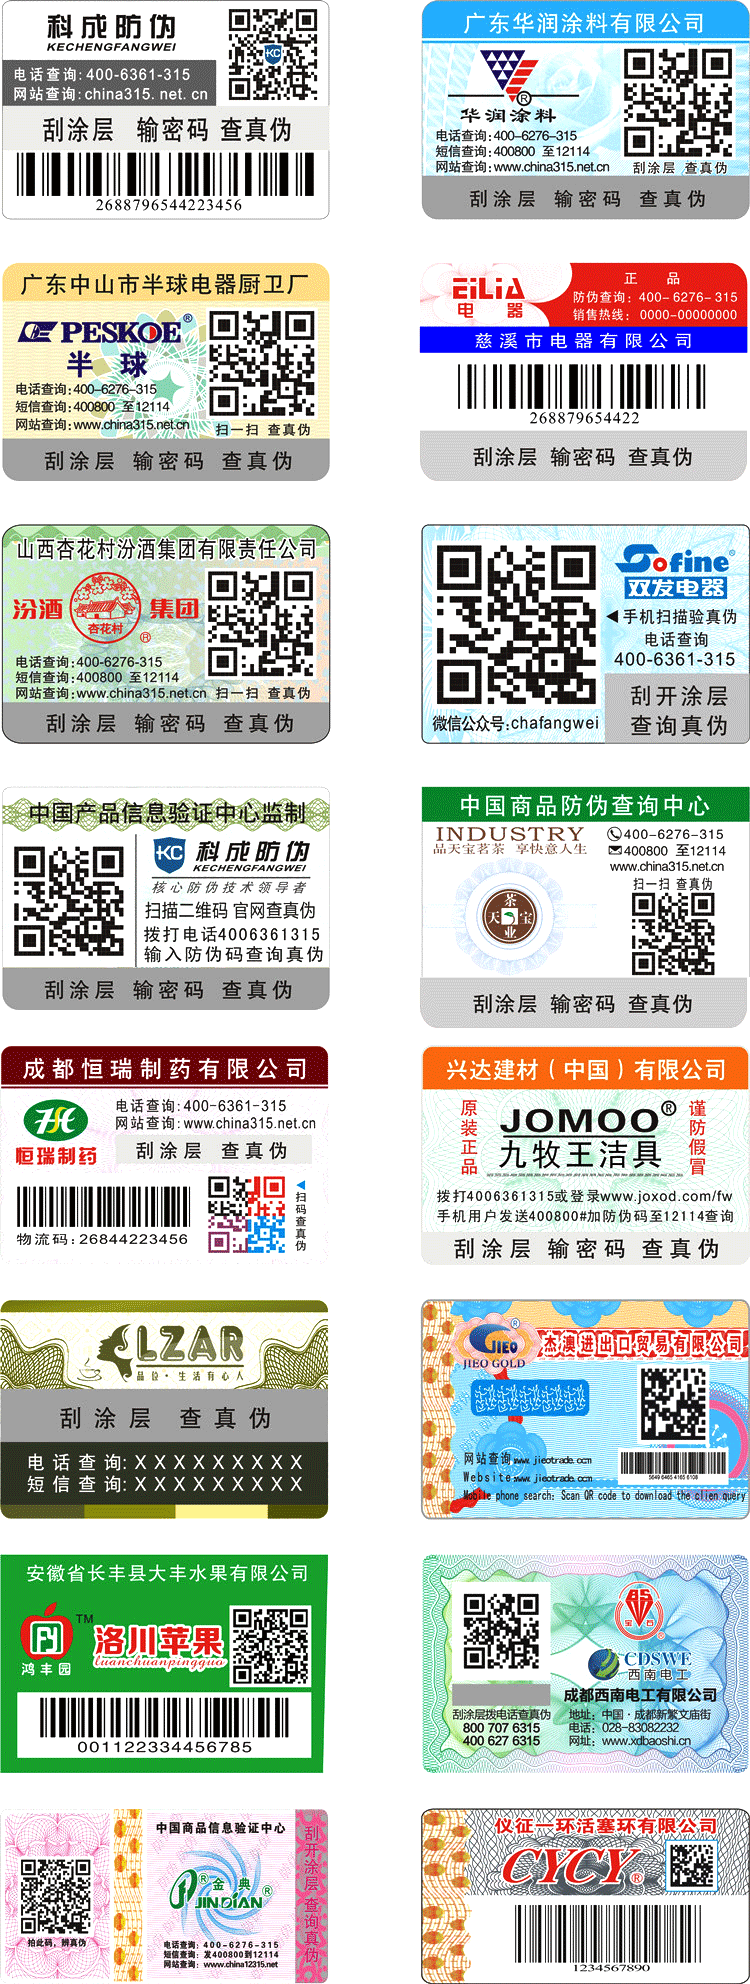 科成防伪
KECHENGFANGWEI
电话查询:400-6361-315
网站查询:china315. net. cn
KC
刮涂层 输密码 查真伪
2688796544223456
广东华润涂料有限公司
®
华润涂料
电话查询:400-6276-315
短信查询:400800 至12114
网站查询:www.china315.net.cn
刮涂层 查真伪
刮涂层 输密码 查真伪
广东中山市半球电器厨卫厂
PESKOE®
半球
电话查询:400-6276-315
短信查询:400800 至12114
网站查询:www.china315.net.cn
扫一扫 查真伪
刮涂层 输密码 查真伪
EiLiA
电器
正品
防伪查询: 400-6276-315
销售热线: 0000-00000000
慈溪市电器有限公司
268879654422
刮涂层 输密码 查真伪
山西杏花村汾酒集团有限责任公司
汾酒 集团
杏花村
®
电话查询:400-6276-315
短信查询:400800 至12114
网站查询:www.china315.net.cn
扫一扫 查真伪
刮涂层 输密码 查真伪
Sofine®
双发电器
手机扫描验真伪
电话查询
400-6361-315
微信公众号:chafangwei
刮开涂层
查询真伪
中国产品信息验证中心监制
KC 科成防伪
KECHENGFANGWEI
核心防伪技术领导者
扫描二维码 官网查真伪
拨打电话4006361315
输入防伪码查询真伪
刮涂层 输密码 查真伪
中国商品防伪查询中心
INDUSTRY
品天宝茗茶 享快意人生
400-6276-315
400800 至12114
www.china315.net.cn
扫一扫 查真伪
茶
天 宝
业
刮涂层 输密码 查真伪
成都恒瑞制药有限公司
恒瑞制药
电话查询:400-6361-315
网站查询:www.china315.net.cn
刮涂层 查真伪
物流码: 26844223456
扫码查真伪
兴达建材(中国)有限公司
原装正品
JOMOO®
九牧王洁具
谨防假冒
拨打4006361315或登录www.joxod.com/fw
手机用户发送400800#加防伪码至12114查询
刮涂层 输密码 查真伪
LZAR
品位·生活有心人
刮涂层 查真伪
电话查询:XXXXXXXXX
短信查询:XXXXXXXXX
JIEO
JIEO GOLD
杰澳进出口贸易有限公司
网站查询:www.jieotrade.com
Website:www.jieotrade.com
5649 6465 4165 6108
Mobile phone search: Scan QR code to download the clien query
安徽省长丰县大丰水果有限公司
TM
鸿丰园
洛川苹果
Luanchuanpingguo
001122334456785
宝石
®
CDSWE
西南电工
成都西南电工有限公司
刮涂层拨电话查真伪
800 707 6315
400 627 6315
地址: 中国·成都新繁文庙街
电话: 028-83082232
网址: www.xdbaoshi.cn
拍此码, 辨真伪
中国商品信息验证中心
金典®
JINDIAN®
电话查询: 400-6276-315
短信查询: 发400800到12114
网站查询: www.china12315.net
刮开涂层 查询真伪
仪征一环活塞环有限公司
CYCY®
1234567890